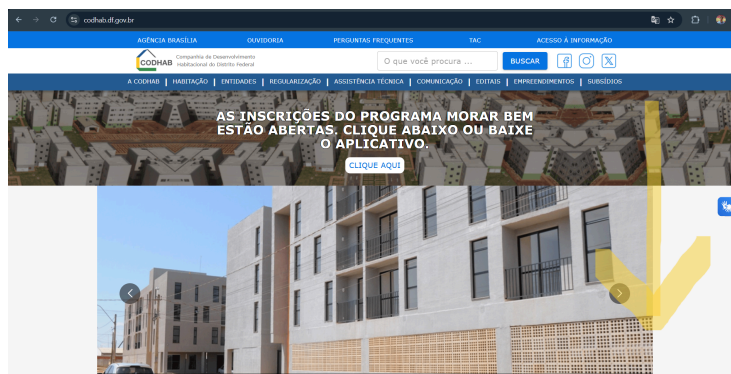 codhab.df.gov.br
AGÊNCIA BRASÍLIA OUVIDORIA PERGUNTAS FREQUENTES TAC ACESSO À INFORMAÇÃO
CODHAB
Companhia de Desenvolvimento
Habitacional do Distrito Federal
O que você procura ...
BUSCAR
A CODHAB | HABITAÇÃO | ENTIDADES | REGULARIZAÇÃO | ASSISTÊNCIA TÉCNICA | COMUNICAÇÃO | EDITAIS | EMPREENDIMENTOS | SUBSÍDIOS
AS INSCRIÇÕES DO PROGRAMA MORAR BEM
ESTÃO ABERTAS. CLIQUE ABAIXO OU BAIXE
O APLICATIVO.
CLIQUE AQUI